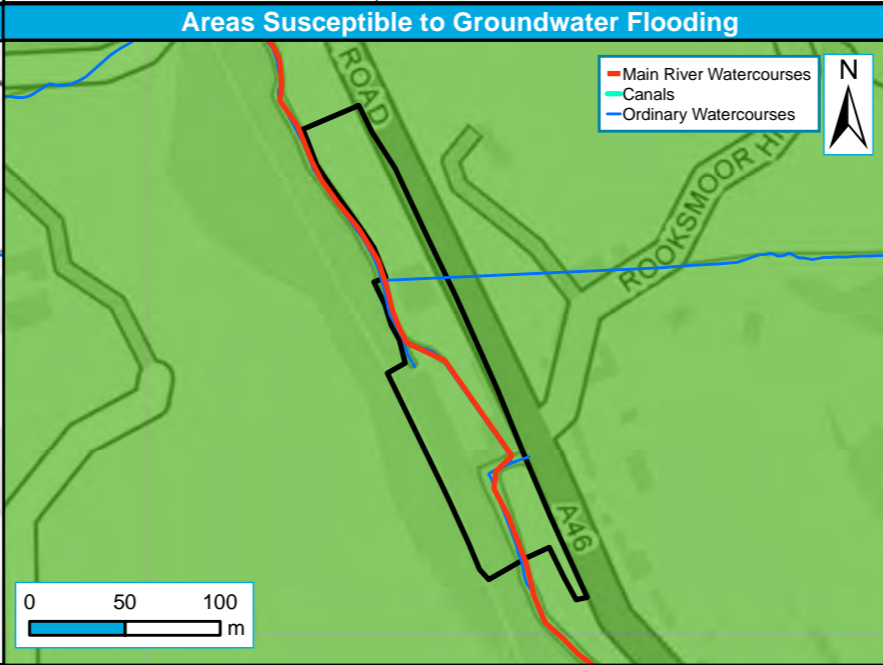 Areas Susceptible to Groundwater Flooding
Main River Watercourses
Canals
Ordinary Watercourses
N
ROAD
ROOKSMOOR HI
A46
0 50 100
m